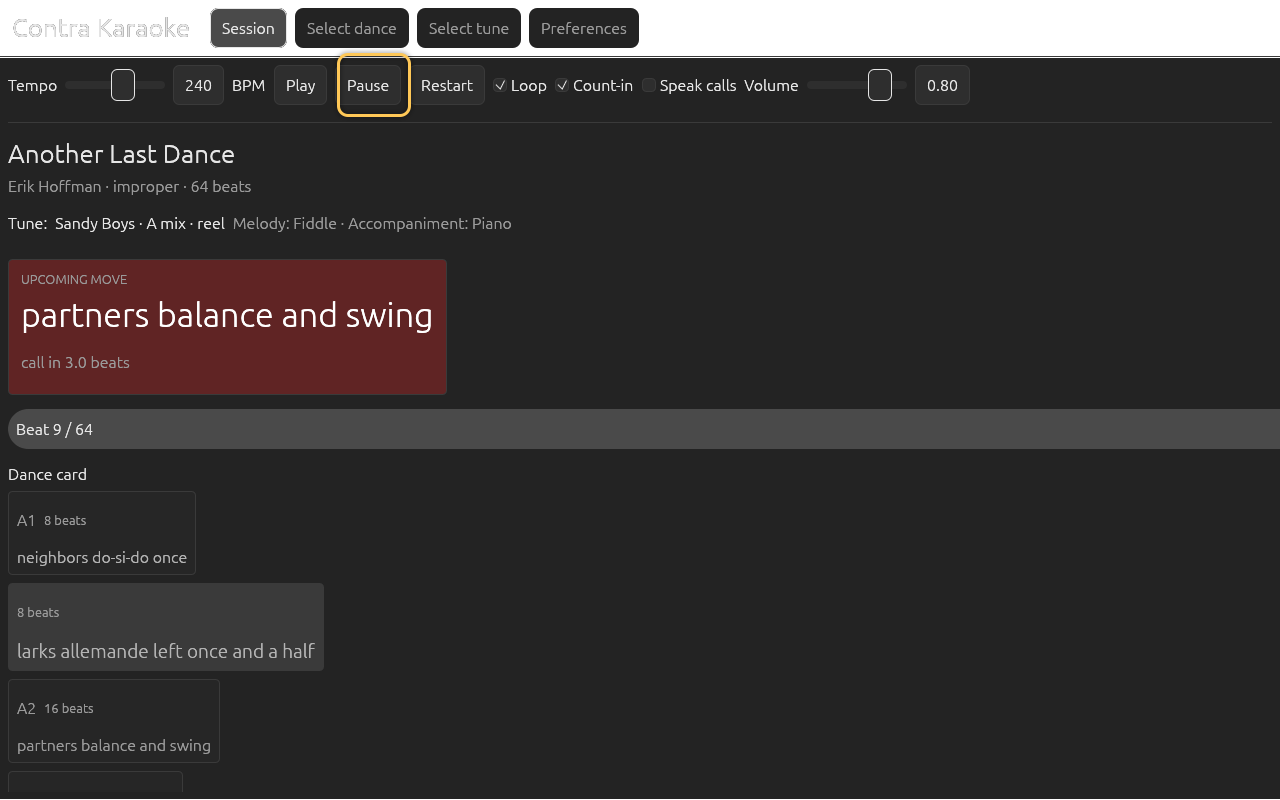 Contra Karaoke Session Select dance Select tune Preferences
Tempo 240 BPM Play Pause Restart Loop Count-in Speak calls Volume 0.80
Another Last Dance
Erik Hoffman · improper · 64 beats
Tune: Sandy Boys · A mix · reel Melody: Fiddle · Accompaniment: Piano
UPCOMING MOVE
partners balance and swing
call in 3.0 beats
Beat 9 / 64
Dance card
A1 8 beats
neighbors do-si-do once
8 beats
larks allemande left once and a half
A2 16 beats
partners balance and swing